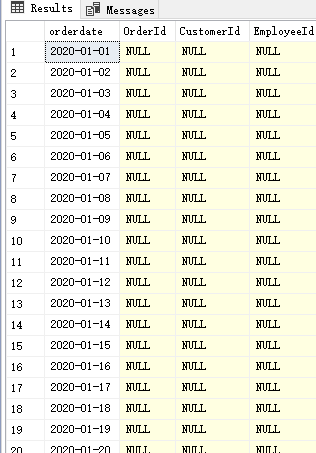 Results Messages
orderdate OrderId CustomerId EmployeeId
1 2020-01-01 NULL NULL NULL
2 2020-01-02 NULL NULL NULL
3 2020-01-03 NULL NULL NULL
4 2020-01-04 NULL NULL NULL
5 2020-01-05 NULL NULL NULL
6 2020-01-06 NULL NULL NULL
7 2020-01-07 NULL NULL NULL
8 2020-01-08 NULL NULL NULL
9 2020-01-09 NULL NULL NULL
10 2020-01-10 NULL NULL NULL
11 2020-01-11 NULL NULL NULL
12 2020-01-12 NULL NULL NULL
13 2020-01-13 NULL NULL NULL
14 2020-01-14 NULL NULL NULL
15 2020-01-15 NULL NULL NULL
16 2020-01-16 NULL NULL NULL
17 2020-01-17 NULL NULL NULL
18 2020-01-18 NULL NULL NULL
19 2020-01-19 NULL NULL NULL
20 2020-01-20 NULL NULL NULL